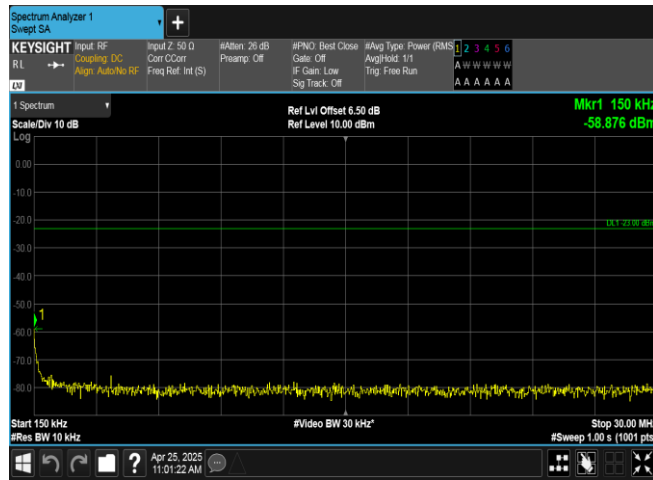 Spectrum Analyzer 1
Swept SA
+
KEYSIGHT
RL
LXI
Input: RF
Coupling: DC
Align: Auto/No RF
Input Z: 50 Ω
Corr CCorr
Freq Ref: Int (S)
#Atten: 26 dB
Preamp: Off
#PNO: Best Close
Gate: Off
IF Gain: Low
Sig Track: Off
#Avg Type: Power (RMS
Avg|Hold: 1/1
Trig: Free Run
1 2 3 4 5 6
A W W W W W
A A A A A A
1 Spectrum
Scale/Div 10 dB
Log
Ref Lvl Offset 6.50 dB
Ref Level 10.00 dBm
Mkr1 150 kHz
-58.876 dBm
0.00
-10.0
-20.0
DL1 -23.00 dBm
-30.0
-40.0
-50.0
1
-60.0
-70.0
-80.0
Start 150 kHz
#Res BW 10 kHz
#Video BW 30 kHz*
Stop 30.00 MHz
#Sweep 1.00 s (1001 pts
?
Apr 25, 2025
11:01:22 AM